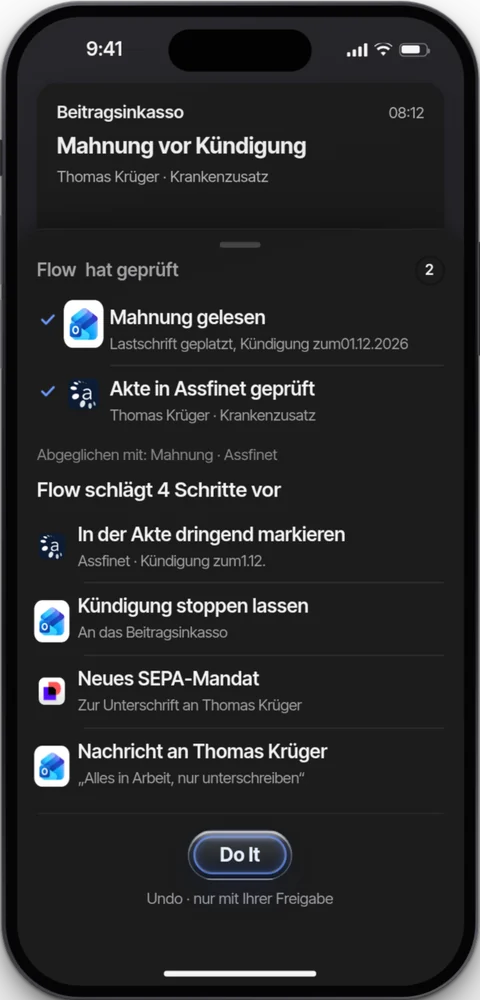 9:41
Beitragsinkasso 08:12
Mahnung vor Kündigung
Thomas Krüger · Krankenzusatz
Flow hat geprüft 2
Mahnung gelesen
Lastschrift geplatzt, Kündigung zum01.12.2026
a Akte in Assfinet geprüft
Thomas Krüger · Krankenzusatz
Abgeglichen mit: Mahnung · Assfinet
Flow schlägt 4 Schritte vor
a In der Akte dringend markieren
Assfinet · Kündigung zum1.12.
Kündigung stoppen lassen
An das Beitragsinkasso
Neues SEPA-Mandat
Zur Unterschrift an Thomas Krüger
Nachricht an Thomas Krüger
„Alles in Arbeit, nur unterschreiben“
Do It
Undo · nur mit Ihrer Freigabe